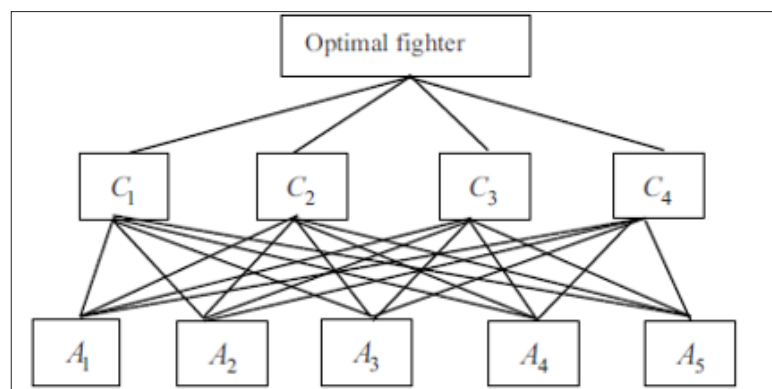 Optimal fighter
C₁ C₂ C₃ C₄
A₁ A₂ A₃ A₄ A₅